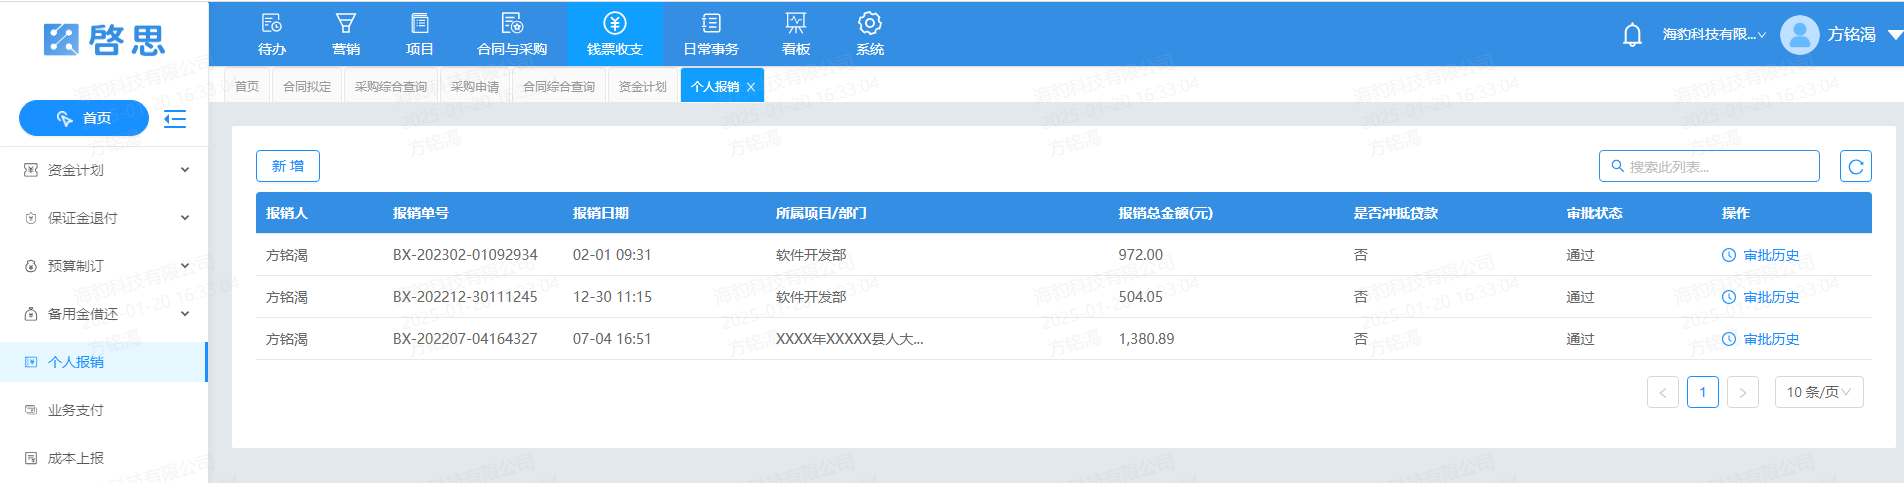 啓思
待办
营销
项目
合同与采购
钱票收支
日常事务
看板
系统
海豹科技有限...
方铭渴
首页
合同拟定
采购综合查询
采购申请
合同综合查询
资金计划
个人报销
首页
资金计划
保证金退付
预算制订
备用金借还
个人报销
业务支付
成本上报
新 增
搜索此列表...
报销人 报销单号 报销日期 所属项目/部门 报销总金额(元) 是否冲抵贷款 审批状态 操作
方铭渴 BX-202302-01092934 02-01 09:31 软件开发部 972.00 否 通过 审批历史
方铭渴 BX-202212-30111245 12-30 11:15 软件开发部 504.05 否 通过 审批历史
方铭渴 BX-202207-04164327 07-04 16:51 XXXX年XXXXX县人大... 1,380.89 否 通过 审批历史
1
10 条/页
海豹科技有限公司
2025-01-20 16:33:04
方铭渴